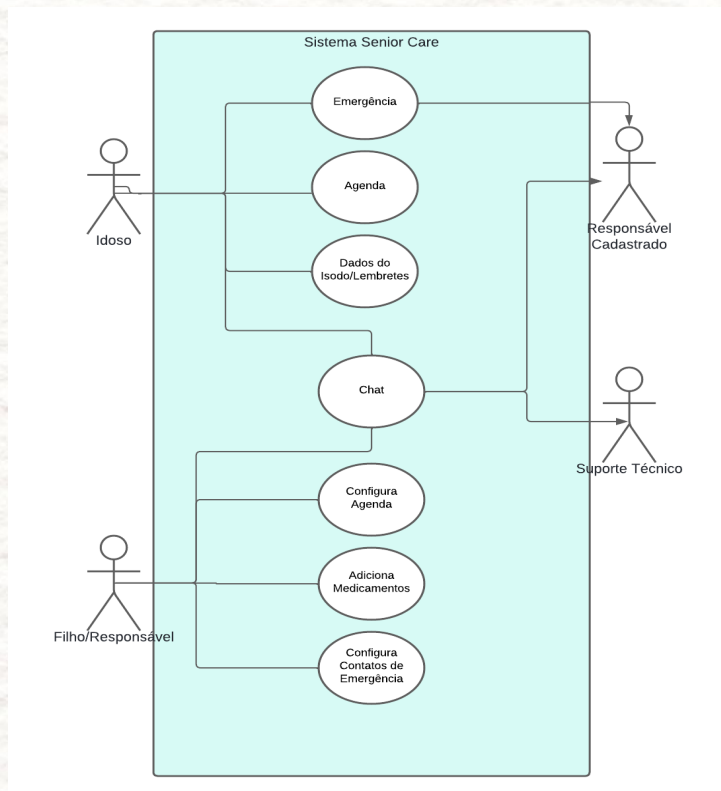 Sistema Senior Care
Emergência
Agenda
Idoso
Responsável
Cadastrado
Dados do
Isodo/Lembretes
Chat
Suporte Técnico
Configura
Agenda
Adiciona
Medicamentos
Filho/Responsável
Configura
Contatos de
Emergência